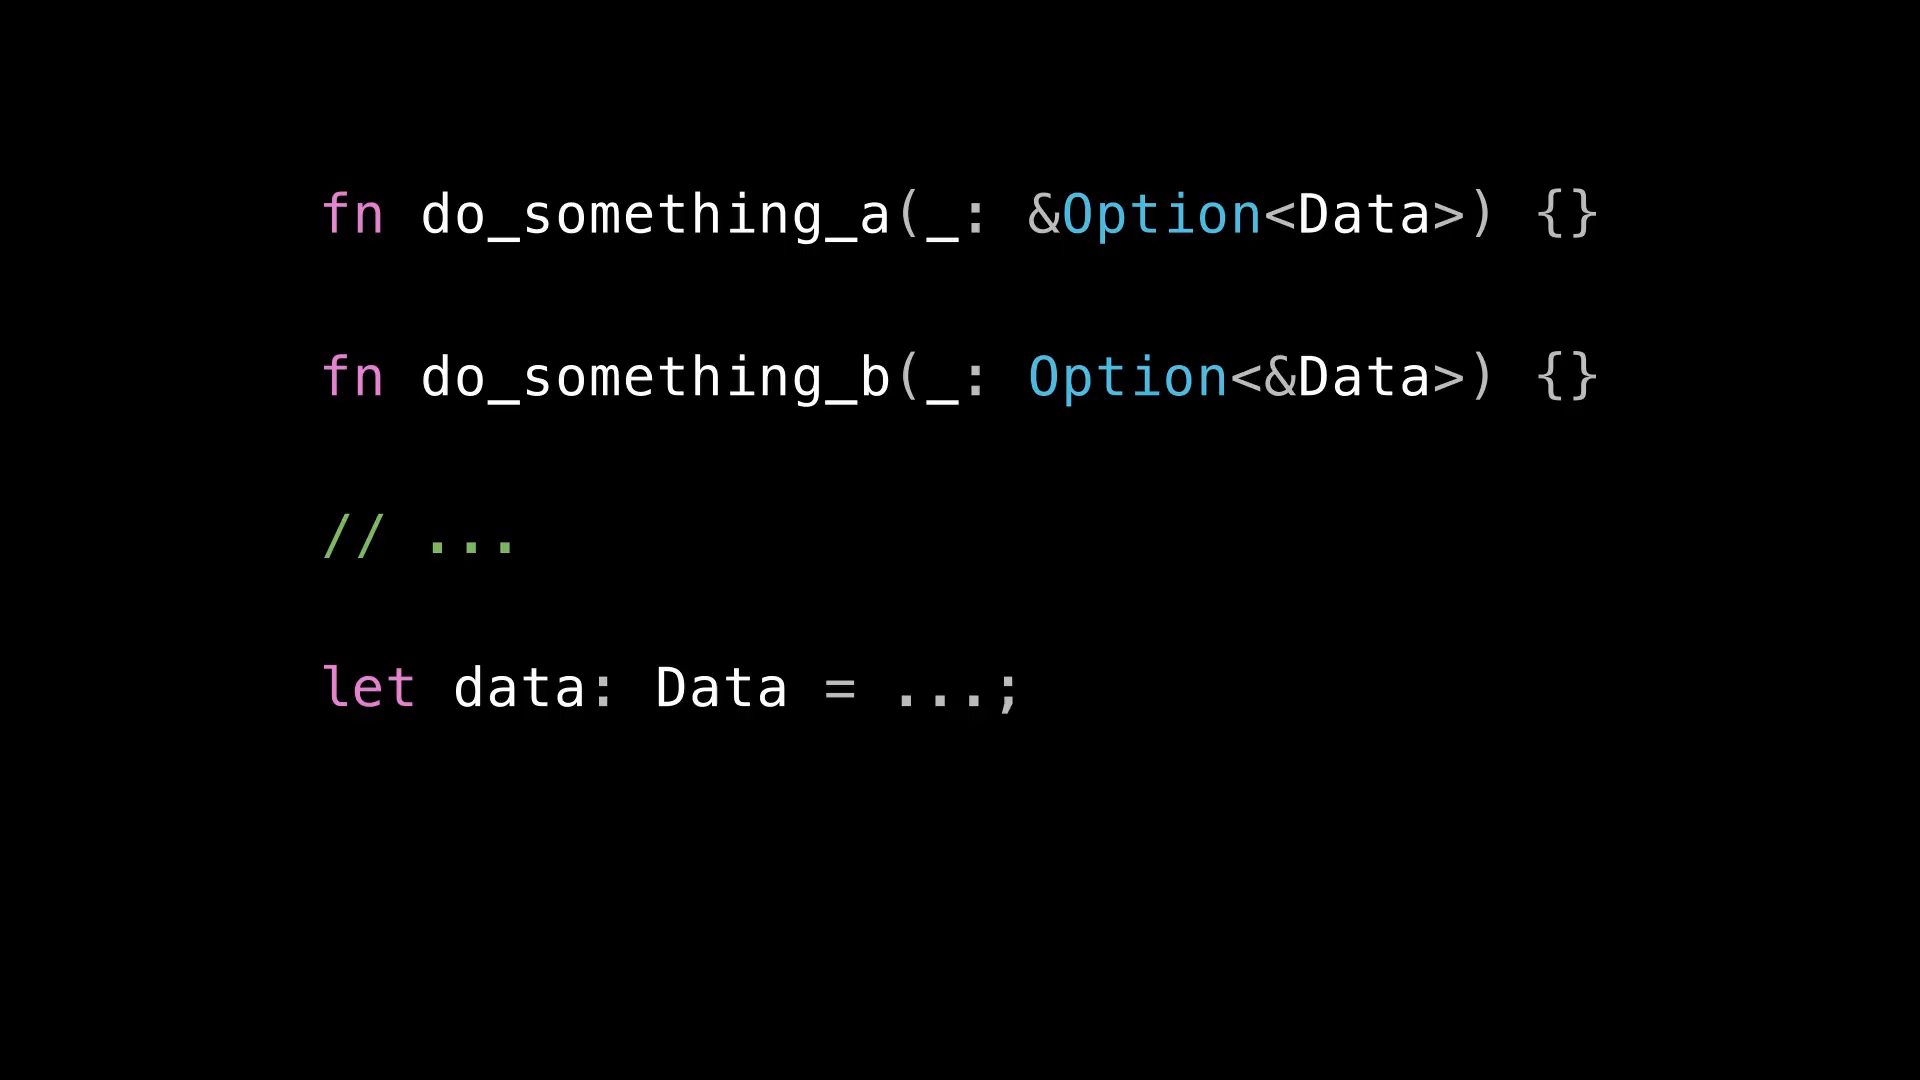 fn do_something_a(_: &Option<Data>) {}
fn do_something_b(_: Option<&Data>) {}
// ...
let data: Data = ...;